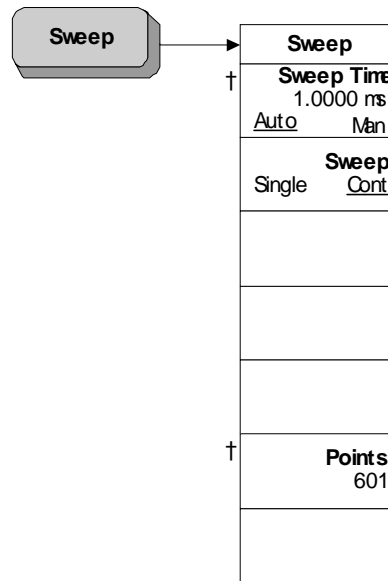 Sweep
Sweep
†
Sweep Time
1.0000 ms
Auto Man
Sweep
Single Cont
†
Points
601